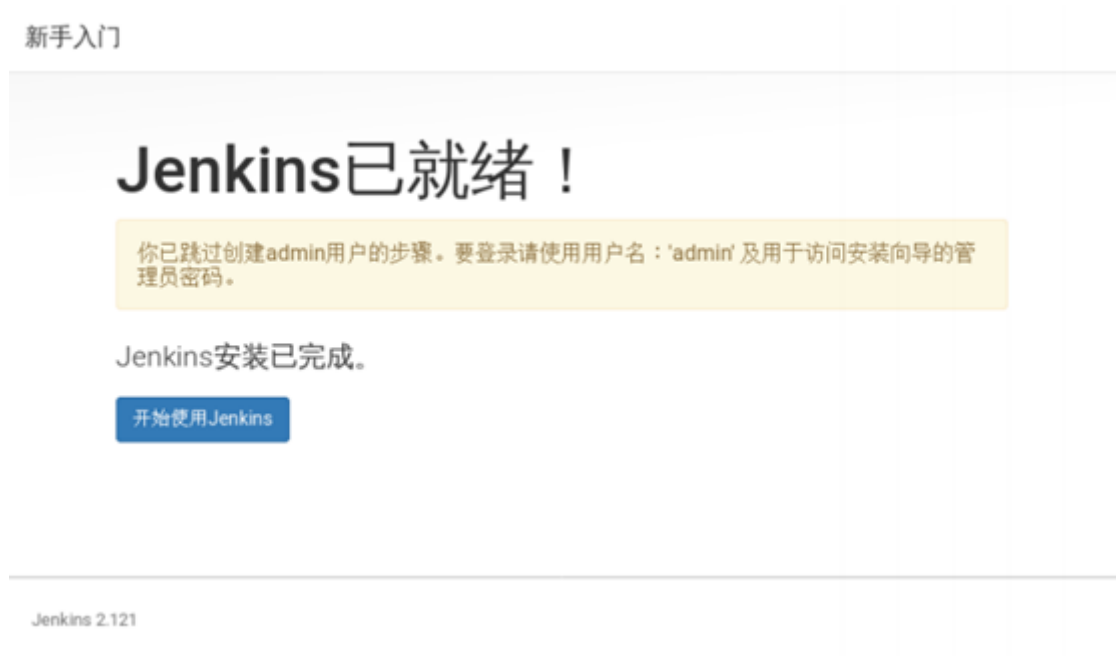 新手入门
Jenkins已就绪！
你已跳过创建admin用户的步骤。要登录请使用用户名：'admin' 及用于访问安装向导的管
理员密码。
Jenkins安装已完成。
开始使用Jenkins
Jenkins 2.121